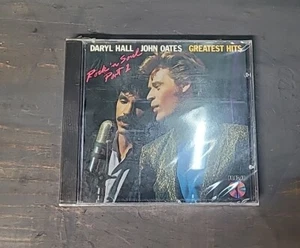 DARYL HALL JOHN OATES GREATEST HITS
Rock 'n Soul
Part 1